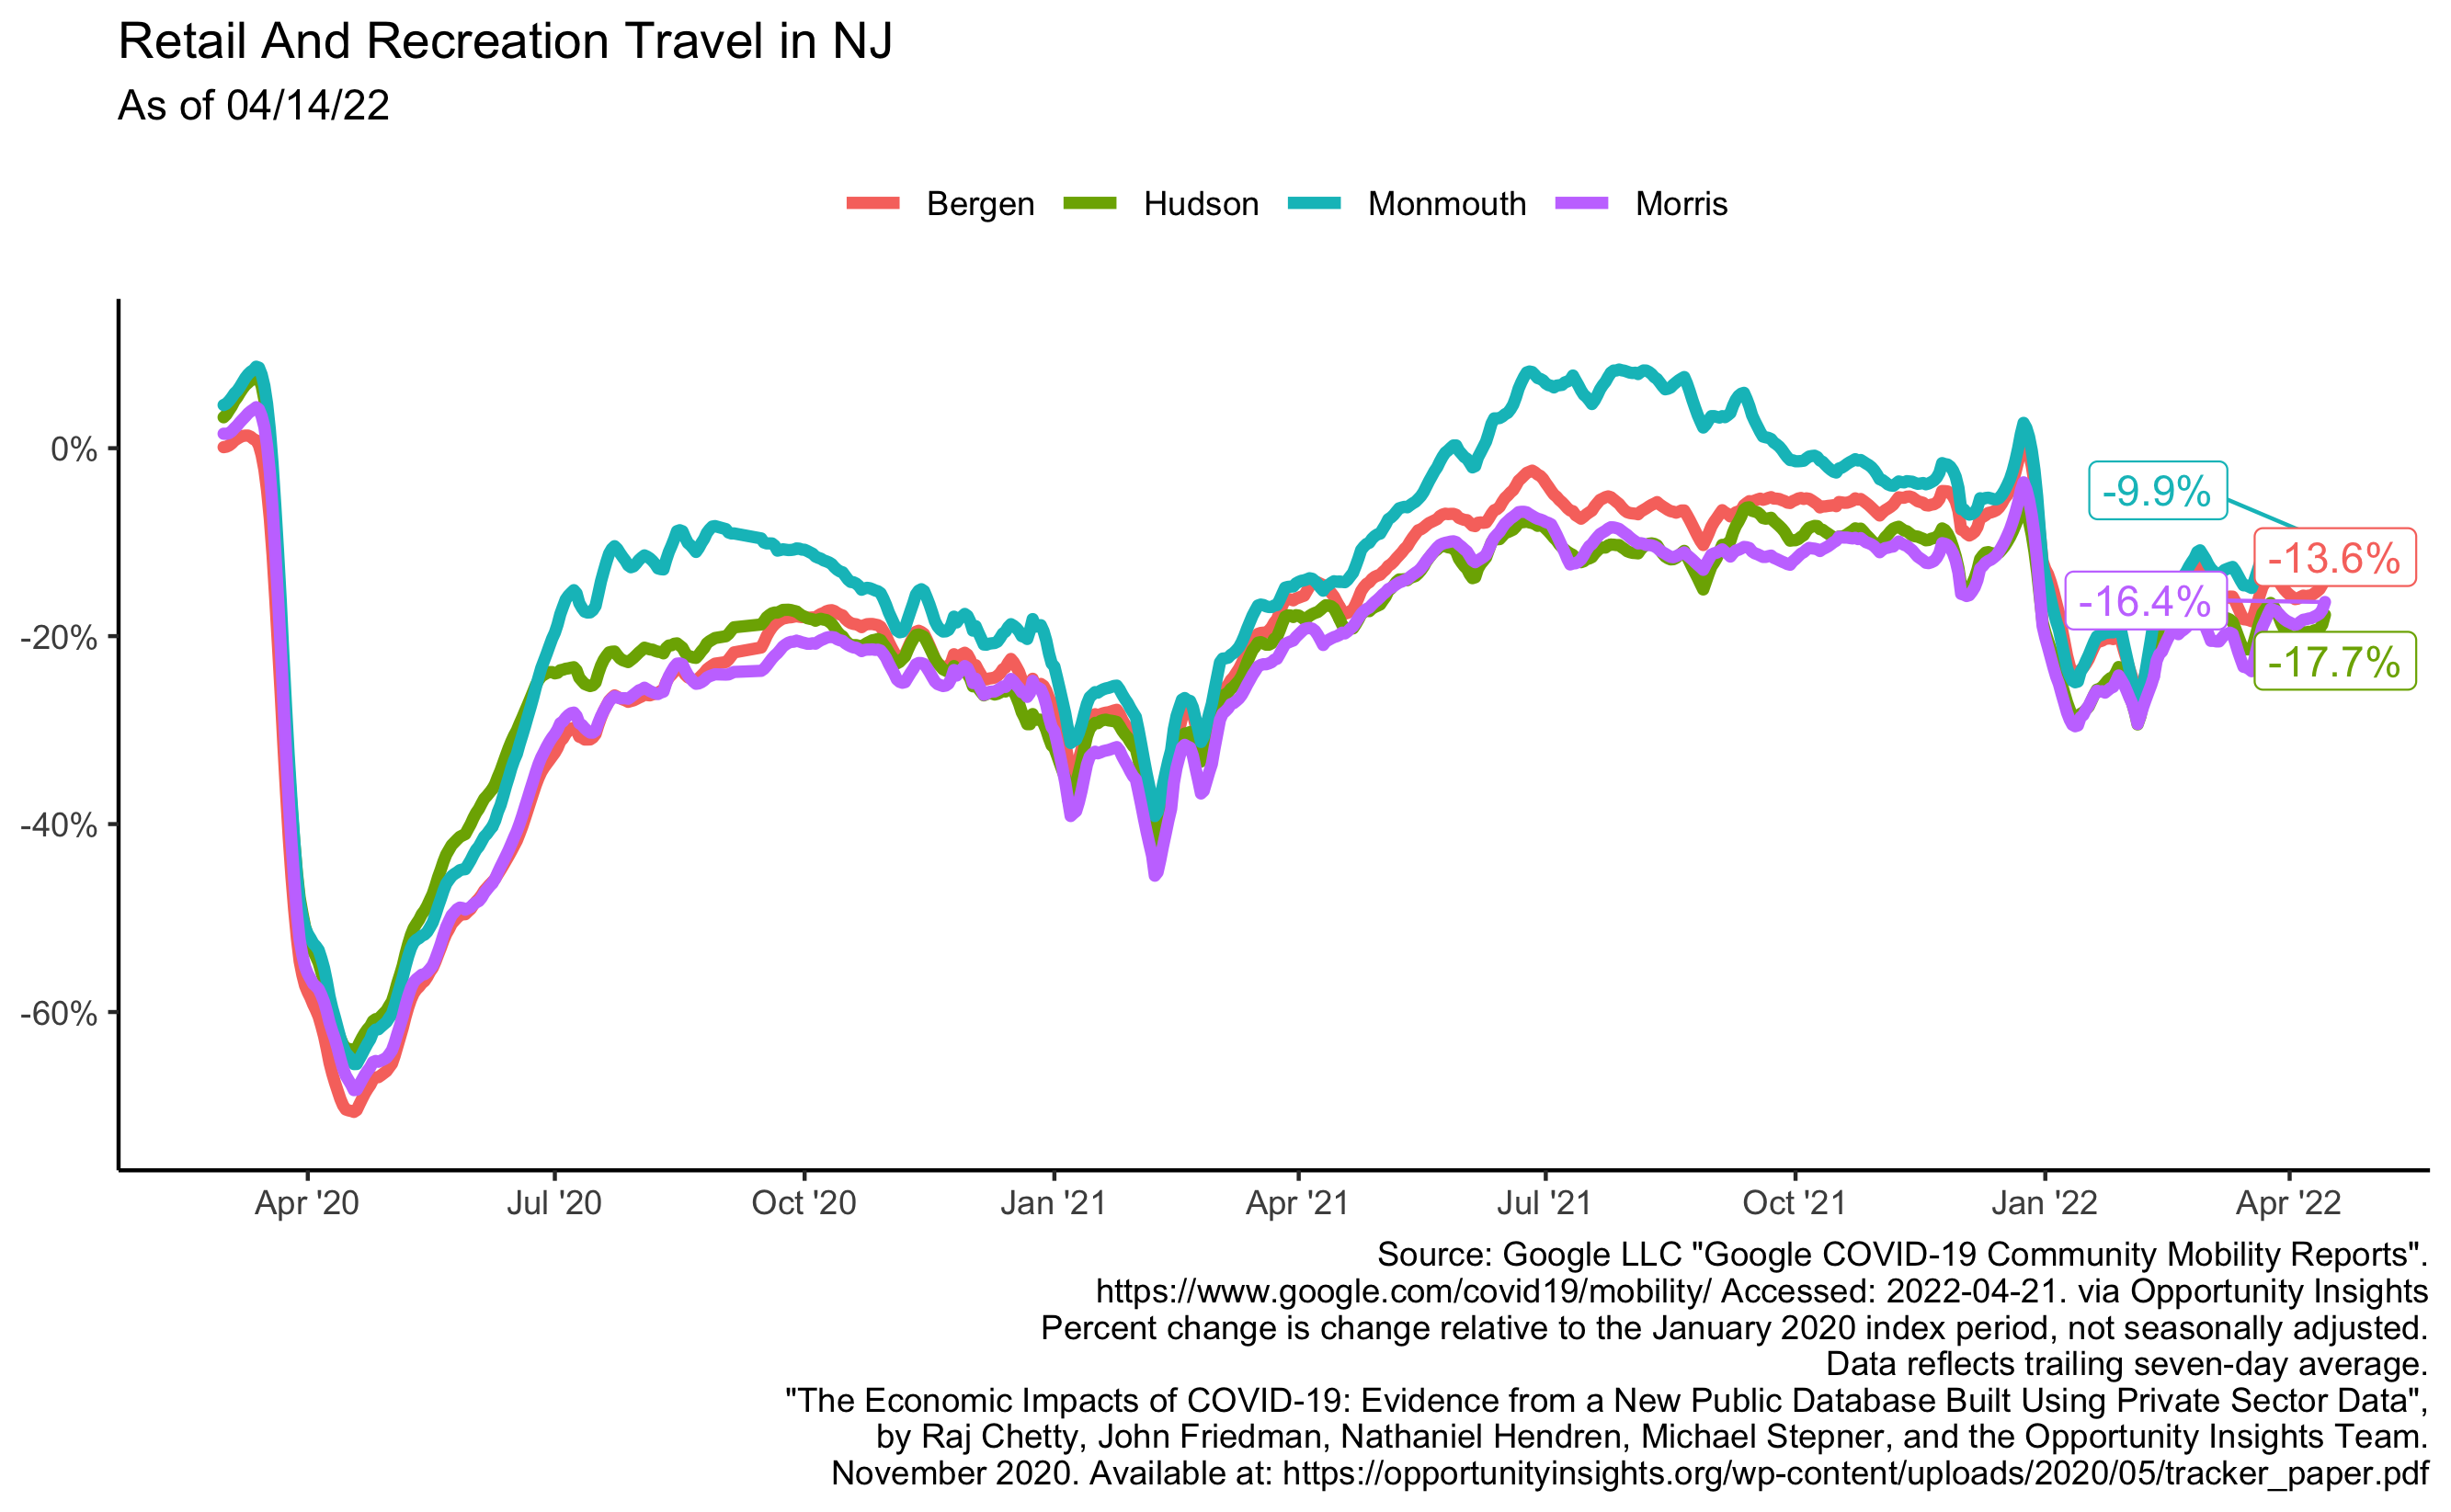 Retail And Recreation Travel in NJ
As of 04/14/22
Bergen Hudson Monmouth Morris
0%
-20%
-40%
-60%
-9.9%
-13.6%
-16.4%
-17.7%
Apr '20 Jul '20 Oct '20 Jan '21 Apr '21 Jul '21 Oct '21 Jan '22 Apr '22
Source: Google LLC "Google COVID-19 Community Mobility Reports".
https://www.google.com/covid19/mobility/ Accessed: 2022-04-21. via Opportunity Insights
Percent change is change relative to the January 2020 index period, not seasonally adjusted.
Data reflects trailing seven-day average.
"The Economic Impacts of COVID-19: Evidence from a New Public Database Built Using Private Sector Data",
by Raj Chetty, John Friedman, Nathaniel Hendren, Michael Stepner, and the Opportunity Insights Team.
November 2020. Available at: https://opportunityinsights.org/wp-content/uploads/2020/05/tracker_paper.pdf